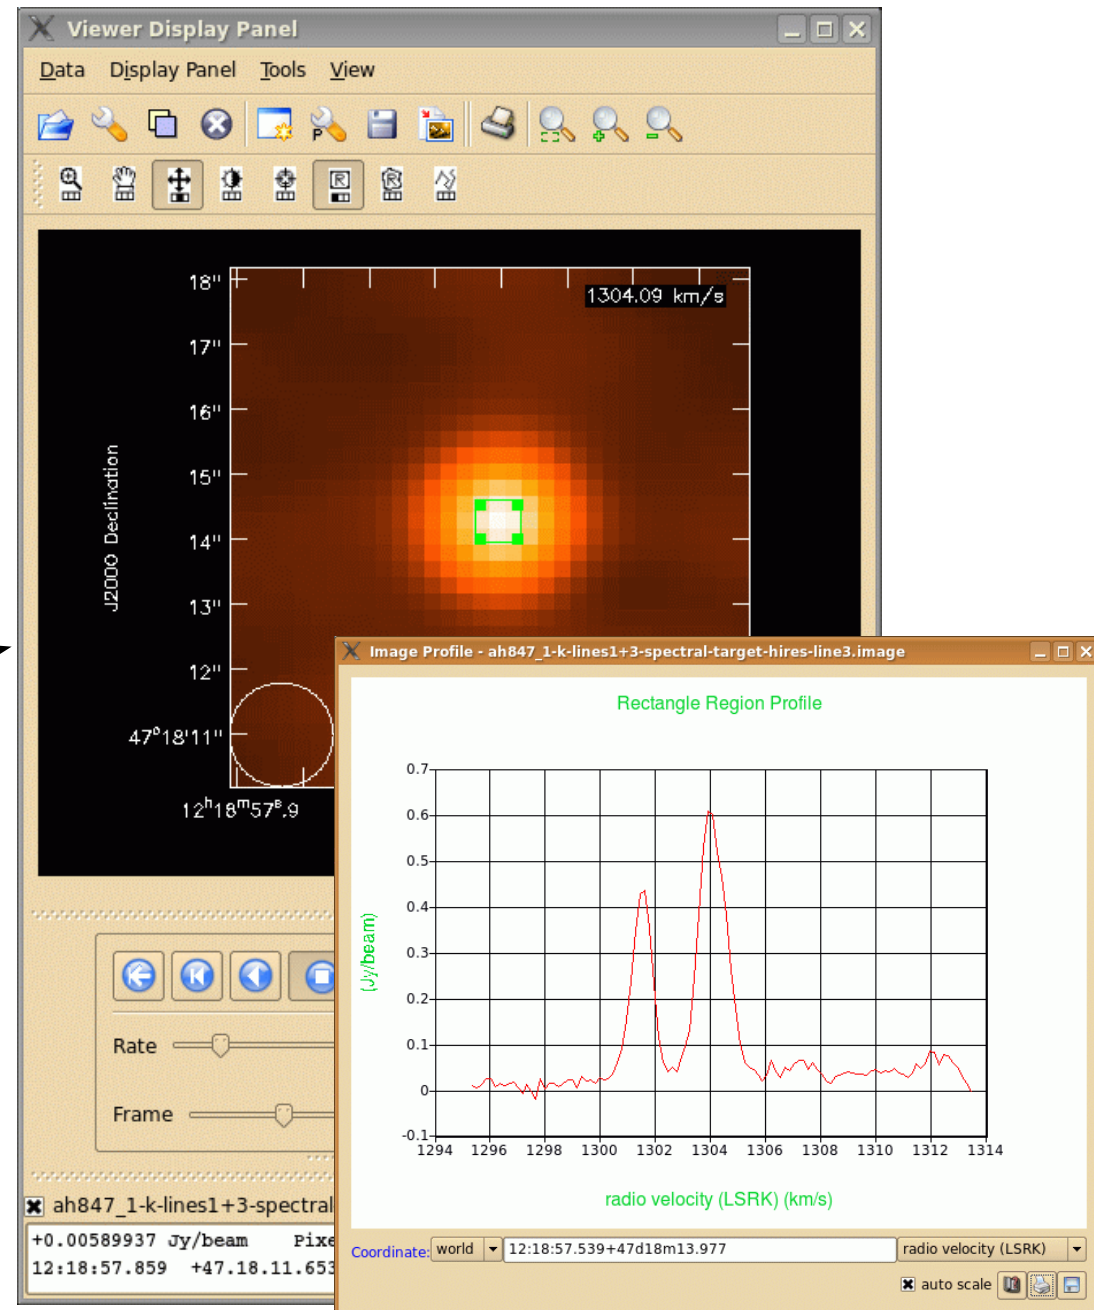 Viewer Display Panel
Data Display Panel Tools View
P
R
R
1304.09 km/s
18"
17"
16"
15"
14"
13"
12"
47°18'11"
J2000 Declination
12h18m57s.9
Rate
Frame
ah847_1-k-lines1+3-spectral
+0.00589937 Jy/beam Pixe
12:18:57.859 +47.18.11.653
Image Profile - ah847_1-k-lines1+3-spectral-target-hires-line3.image
Rectangle Region Profile
0.7
0.6
0.5
0.4
0.3
0.2
0.1
0
-0.1
(Jy/beam)
1294 1296 1298 1300 1302 1304 1306 1308 1310 1312 1314
radio velocity (LSRK) (km/s)
Coordinate: world 12:18:57.539+47d18m13.977 radio velocity (LSRK)
auto scale